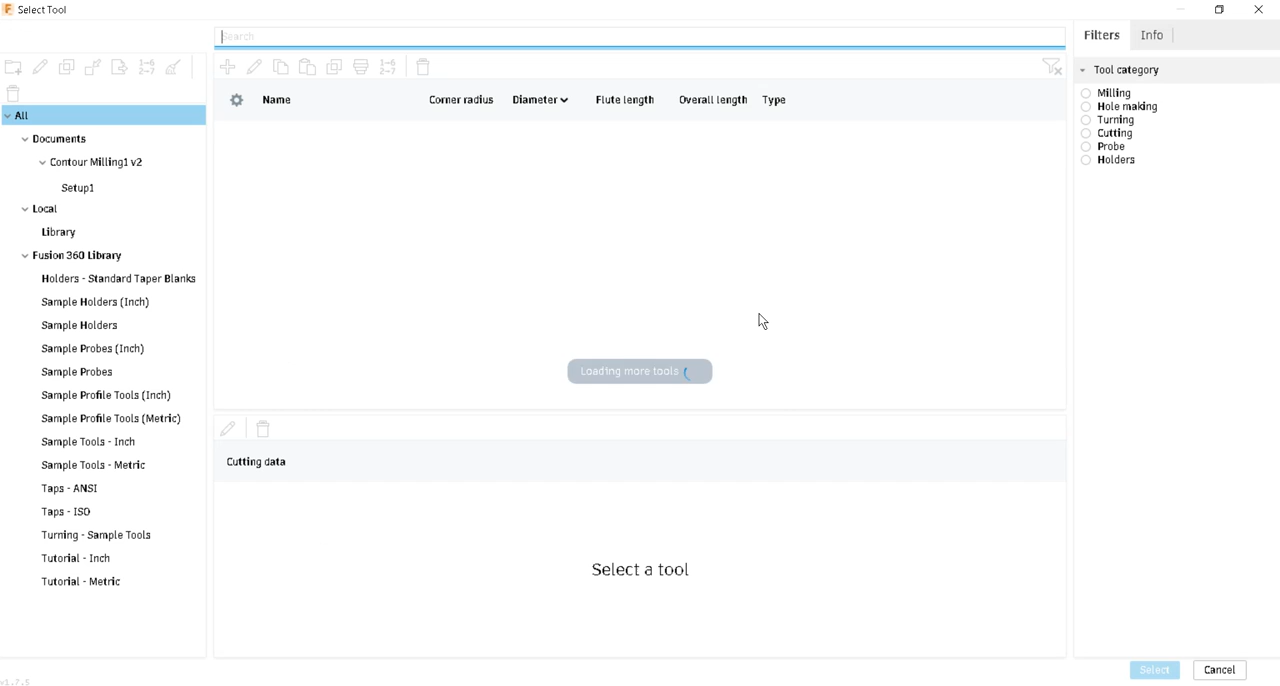 Select Tool
Search
Filters
Info
Tool category
Milling
Hole making
Turning
Cutting
Probe
Holders
All
Documents
Contour Milling1 v2
Setup1
Local
Library
Fusion 360 Library
Holders - Standard Taper Blanks
Sample Holders (Inch)
Sample Holders
Sample Probes (Inch)
Sample Probes
Sample Profile Tools (Inch)
Sample Profile Tools (Metric)
Sample Tools - Inch
Sample Tools - Metric
Taps - ANSI
Taps - ISO
Turning - Sample Tools
Tutorial - Inch
Tutorial - Metric
Name Corner radius Diameter Flute length Overall length Type
Loading more tools
Cutting data
Select a tool
Select
Cancel
v1.7.5